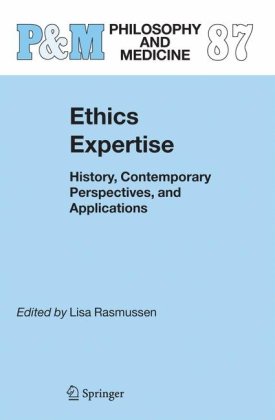 P&M PHILOSOPHY AND MEDICINE 87
Ethics
Expertise
History, Contemporary
Perspectives, and
Applications
Edited by Lisa Rasmussen
Springer